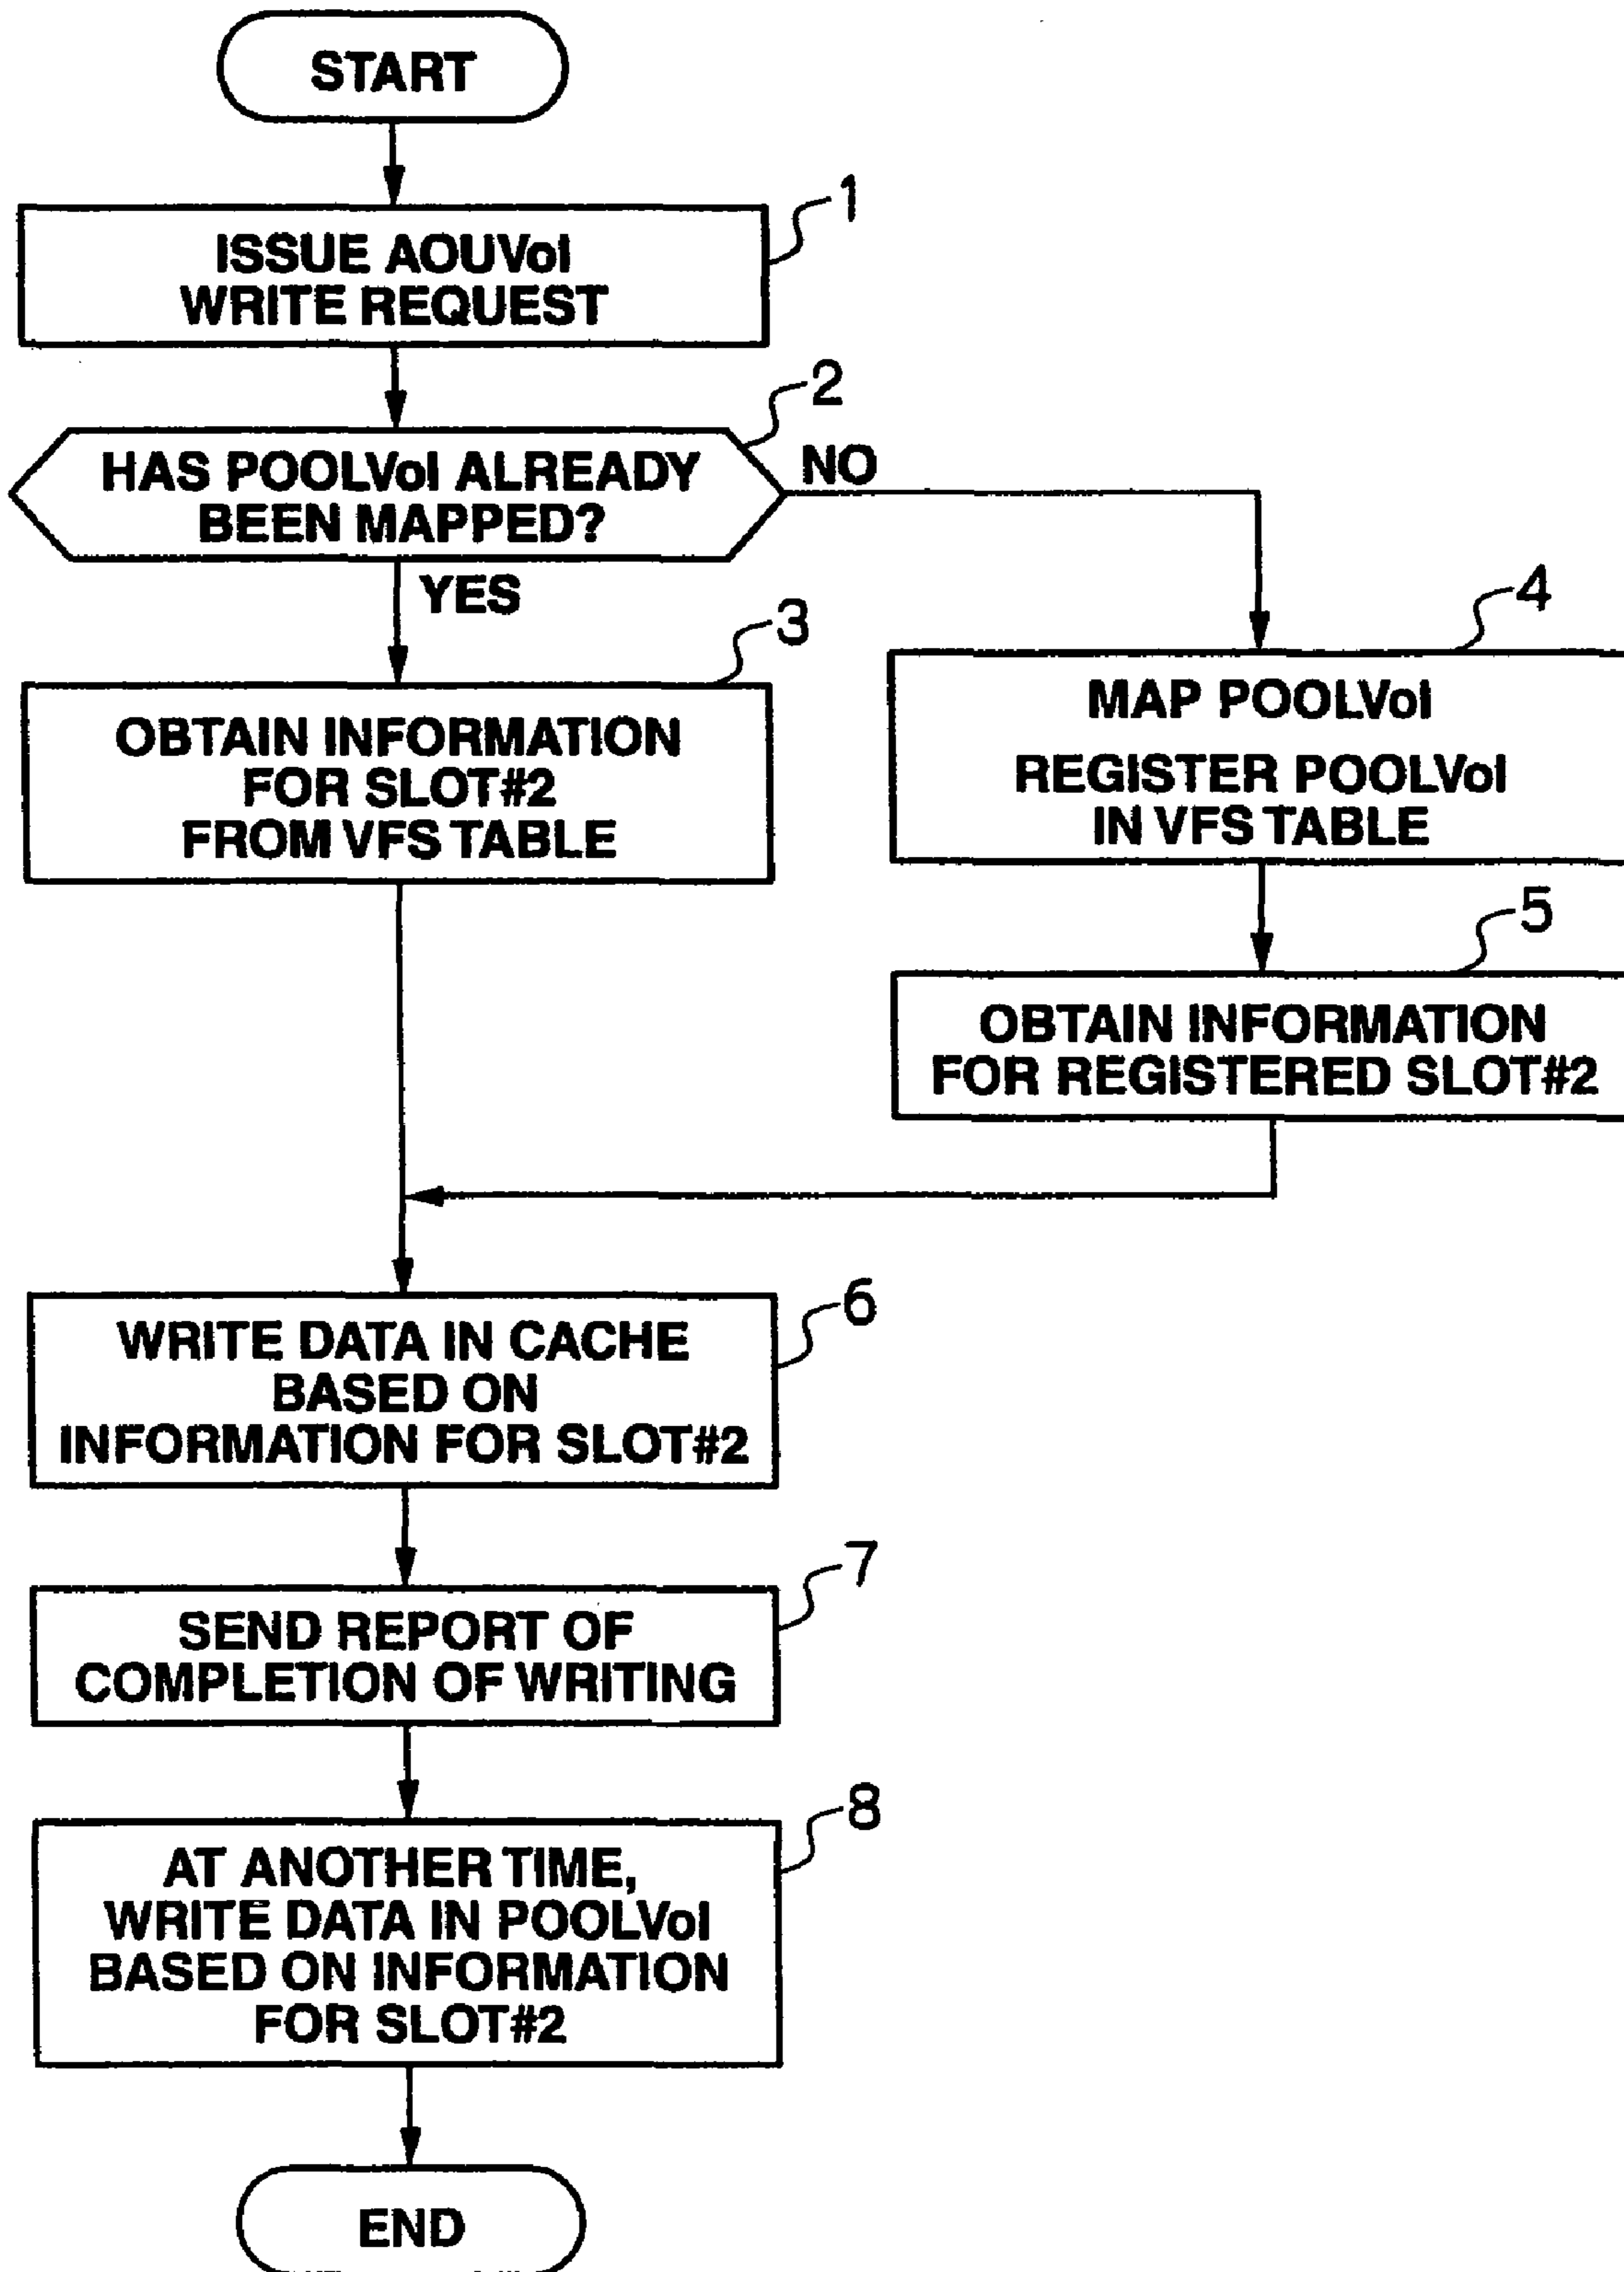 START
1
ISSUE AOUVol
WRITE REQUEST
2
HAS POOLVol ALREADY
BEEN MAPPED?
NO
YES
3
OBTAIN INFORMATION
FOR SLOT#2
FROM VFS TABLE
4
MAP POOLVol
REGISTER POOLVol
IN VFS TABLE
5
OBTAIN INFORMATION
FOR REGISTERED SLOT#2
6
WRITE DATA IN CACHE
BASED ON
INFORMATION FOR SLOT#2
7
SEND REPORT OF
COMPLETION OF WRITING
8
AT ANOTHER TIME,
WRITE DATA IN POOLVol
BASED ON INFORMATION
FOR SLOT#2
END